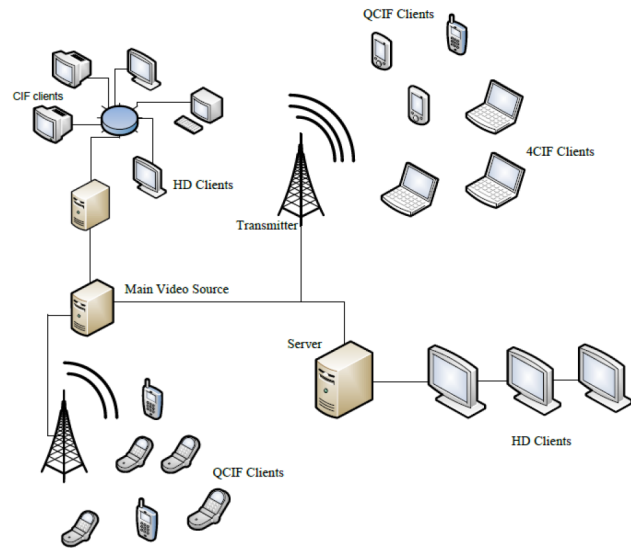 QCIF Clients
CIF clients
HD Clients
4CIF Clients
Transmitter
Main Video Source
Server
HD Clients
QCIF Clients